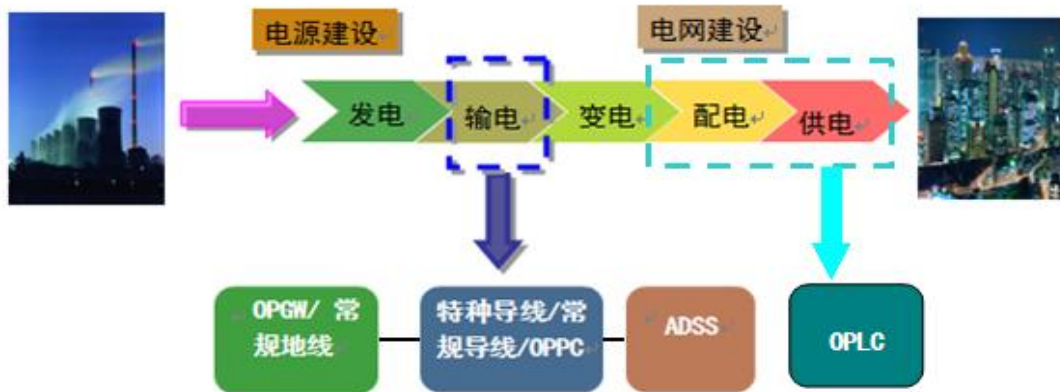 电源建设
电网建设
发电
输电
变电
配电
供电
OPGW/ 常
规地线
特种导线/常
规导线/OPPC
ADSS
OPLC